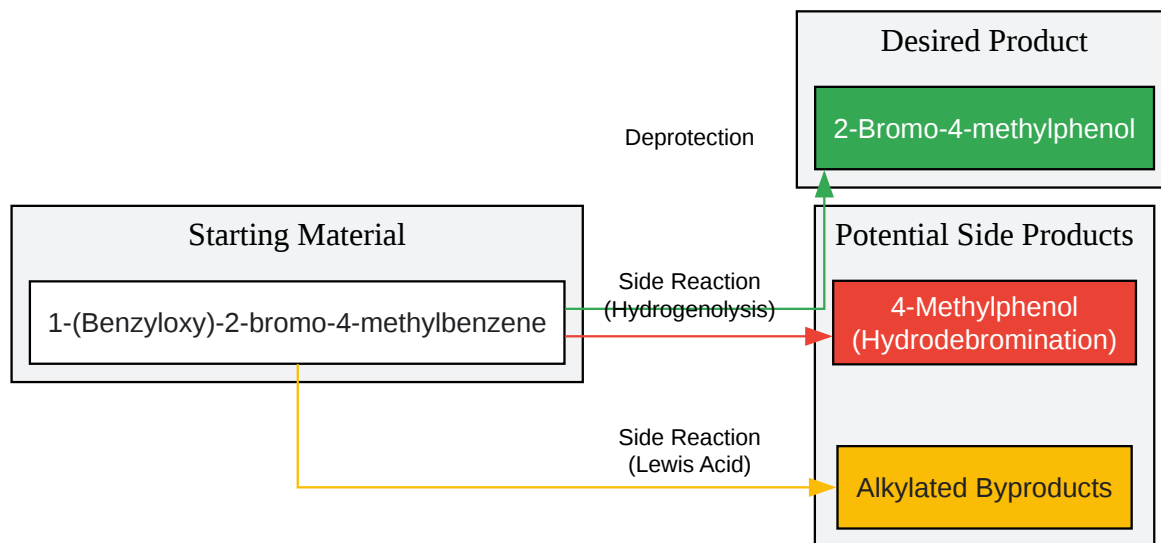 Desired Product
2-Bromo-4-methylphenol
Deprotection
Starting Material
1-(Benzyloxy)-2-bromo-4-methylbenzene
Side Reaction
(Hydrogenolysis)
Potential Side Products
4-Methylphenol
(Hydrodebromination)
Side Reaction
(Lewis Acid)
Alkylated Byproducts